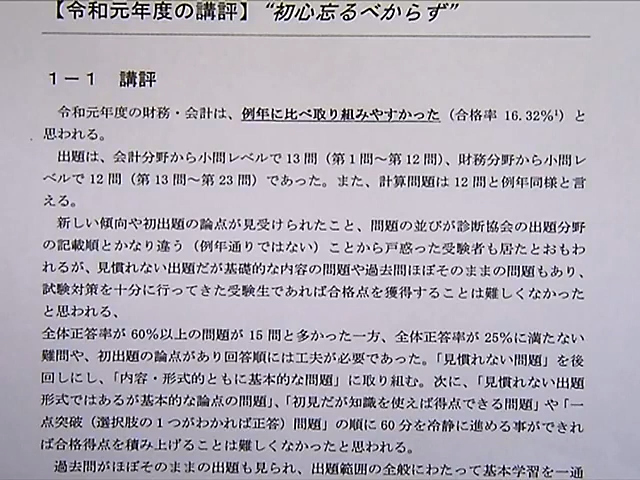 【令和元年度の講評】“初心忘るべからず”
1－1　講評
令和元年度の財務・会計は、例年に比べ取り組みやすかった（合格率 16.32%¹）と
思われる。
出題は、会計分野から小問レベルで 13 問（第 1 問～第 12 問）、財務分野から小問レ
ベルで 12 問（第 13 問～第 23 問）であった。また、計算問題は 12 問と例年同様と言
える。
新しい傾向や初出題の論点が見受けられたこと、問題の並びが診断協会の出題分野
の記載順とかなり違う（例年通りではない）ことから戸惑った受験者も居たとおもわ
れるが、見慣れない出題だが基礎的な内容の問題や過去問ほぼそのままの問題もあり、
試験対策を十分に行ってきた受験生であれば合格点を獲得することは難しくなかった
と思われる、
全体正答率が 60%以上の問題が 15 問と多かった一方、全体正答率が 25%に満たない
難問や、初出題の論点があり回答順には工夫が必要であった。「見慣れない問題」を後
回しにし、「内容・形式的ともに基本的な問題」に取り組む。次に、「見慣れない出題
形式ではあるが基本的な論点の問題」、「初見だが知識を使えば得点できる問題」や「一
点突破（選択肢の１つがわかれば正答）問題」の順に 60 分を冷静に進める事ができれ
ば合格得点を積み上げることは難しくなかったと思われる。
過去問がほぼそのままの出題も見られ、出題範囲の全般にわたって基本学習を一通